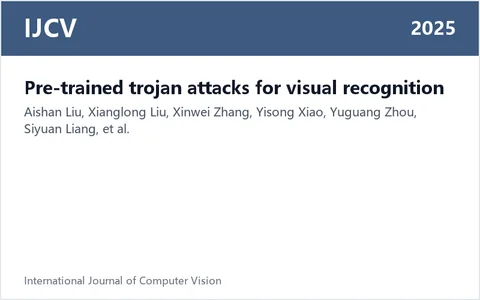 IJCV
2025
Pre-trained trojan attacks for visual recognition
Aishan Liu, Xianglong Liu, Xinwei Zhang, Yisong Xiao, Yuguang Zhou,
Siyuan Liang, et al.
International Journal of Computer Vision